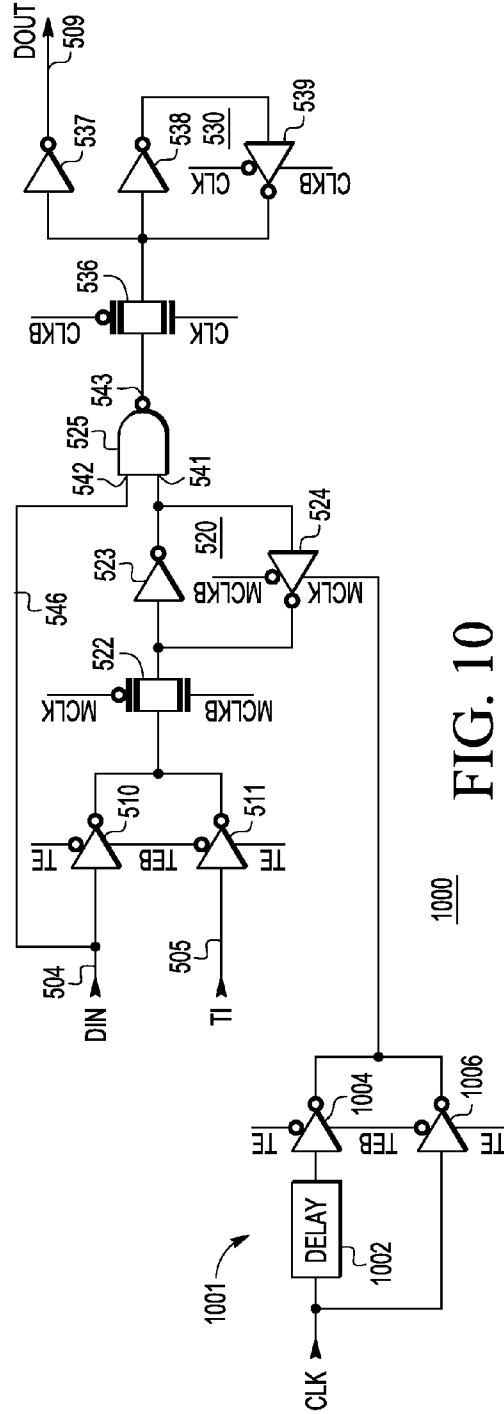 DOUT
509
537
538
530
539
CLK
CLKB
536
CLKB
CLK
543
525
542
541
546
523
520
524
MCLKB
MCLK
522
MCLK
MCLKB
510
511
TE
TEB
TE
504
505
DIN
TI
1004
1006
TE
TEB
TE
DELAY
1002
1001
CLK
1000
FIG. 10